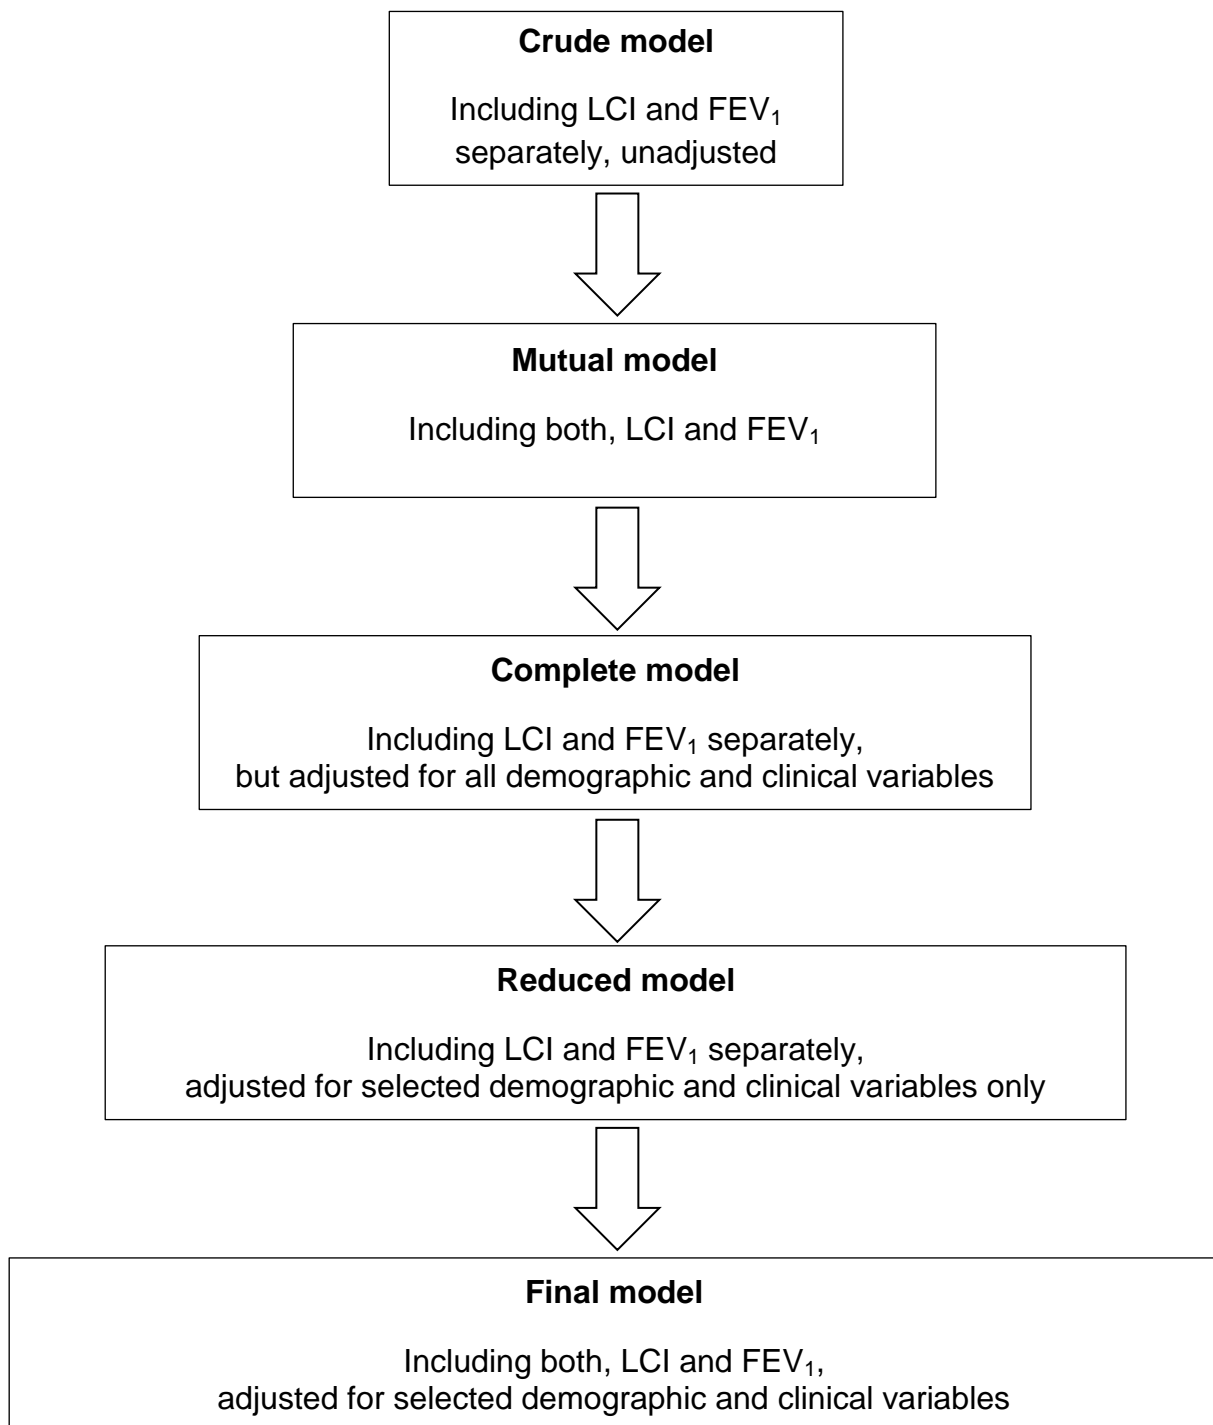 Crude model
Including LCI and FEV₁
separately, unadjusted
Mutual model
Including both, LCI and FEV₁
Complete model
Including LCI and FEV₁ separately,
but adjusted for all demographic and clinical variables
Reduced model
Including LCI and FEV₁ separately,
adjusted for selected demographic and clinical variables only
Final model
Including both, LCI and FEV₁,
adjusted for selected demographic and clinical variables